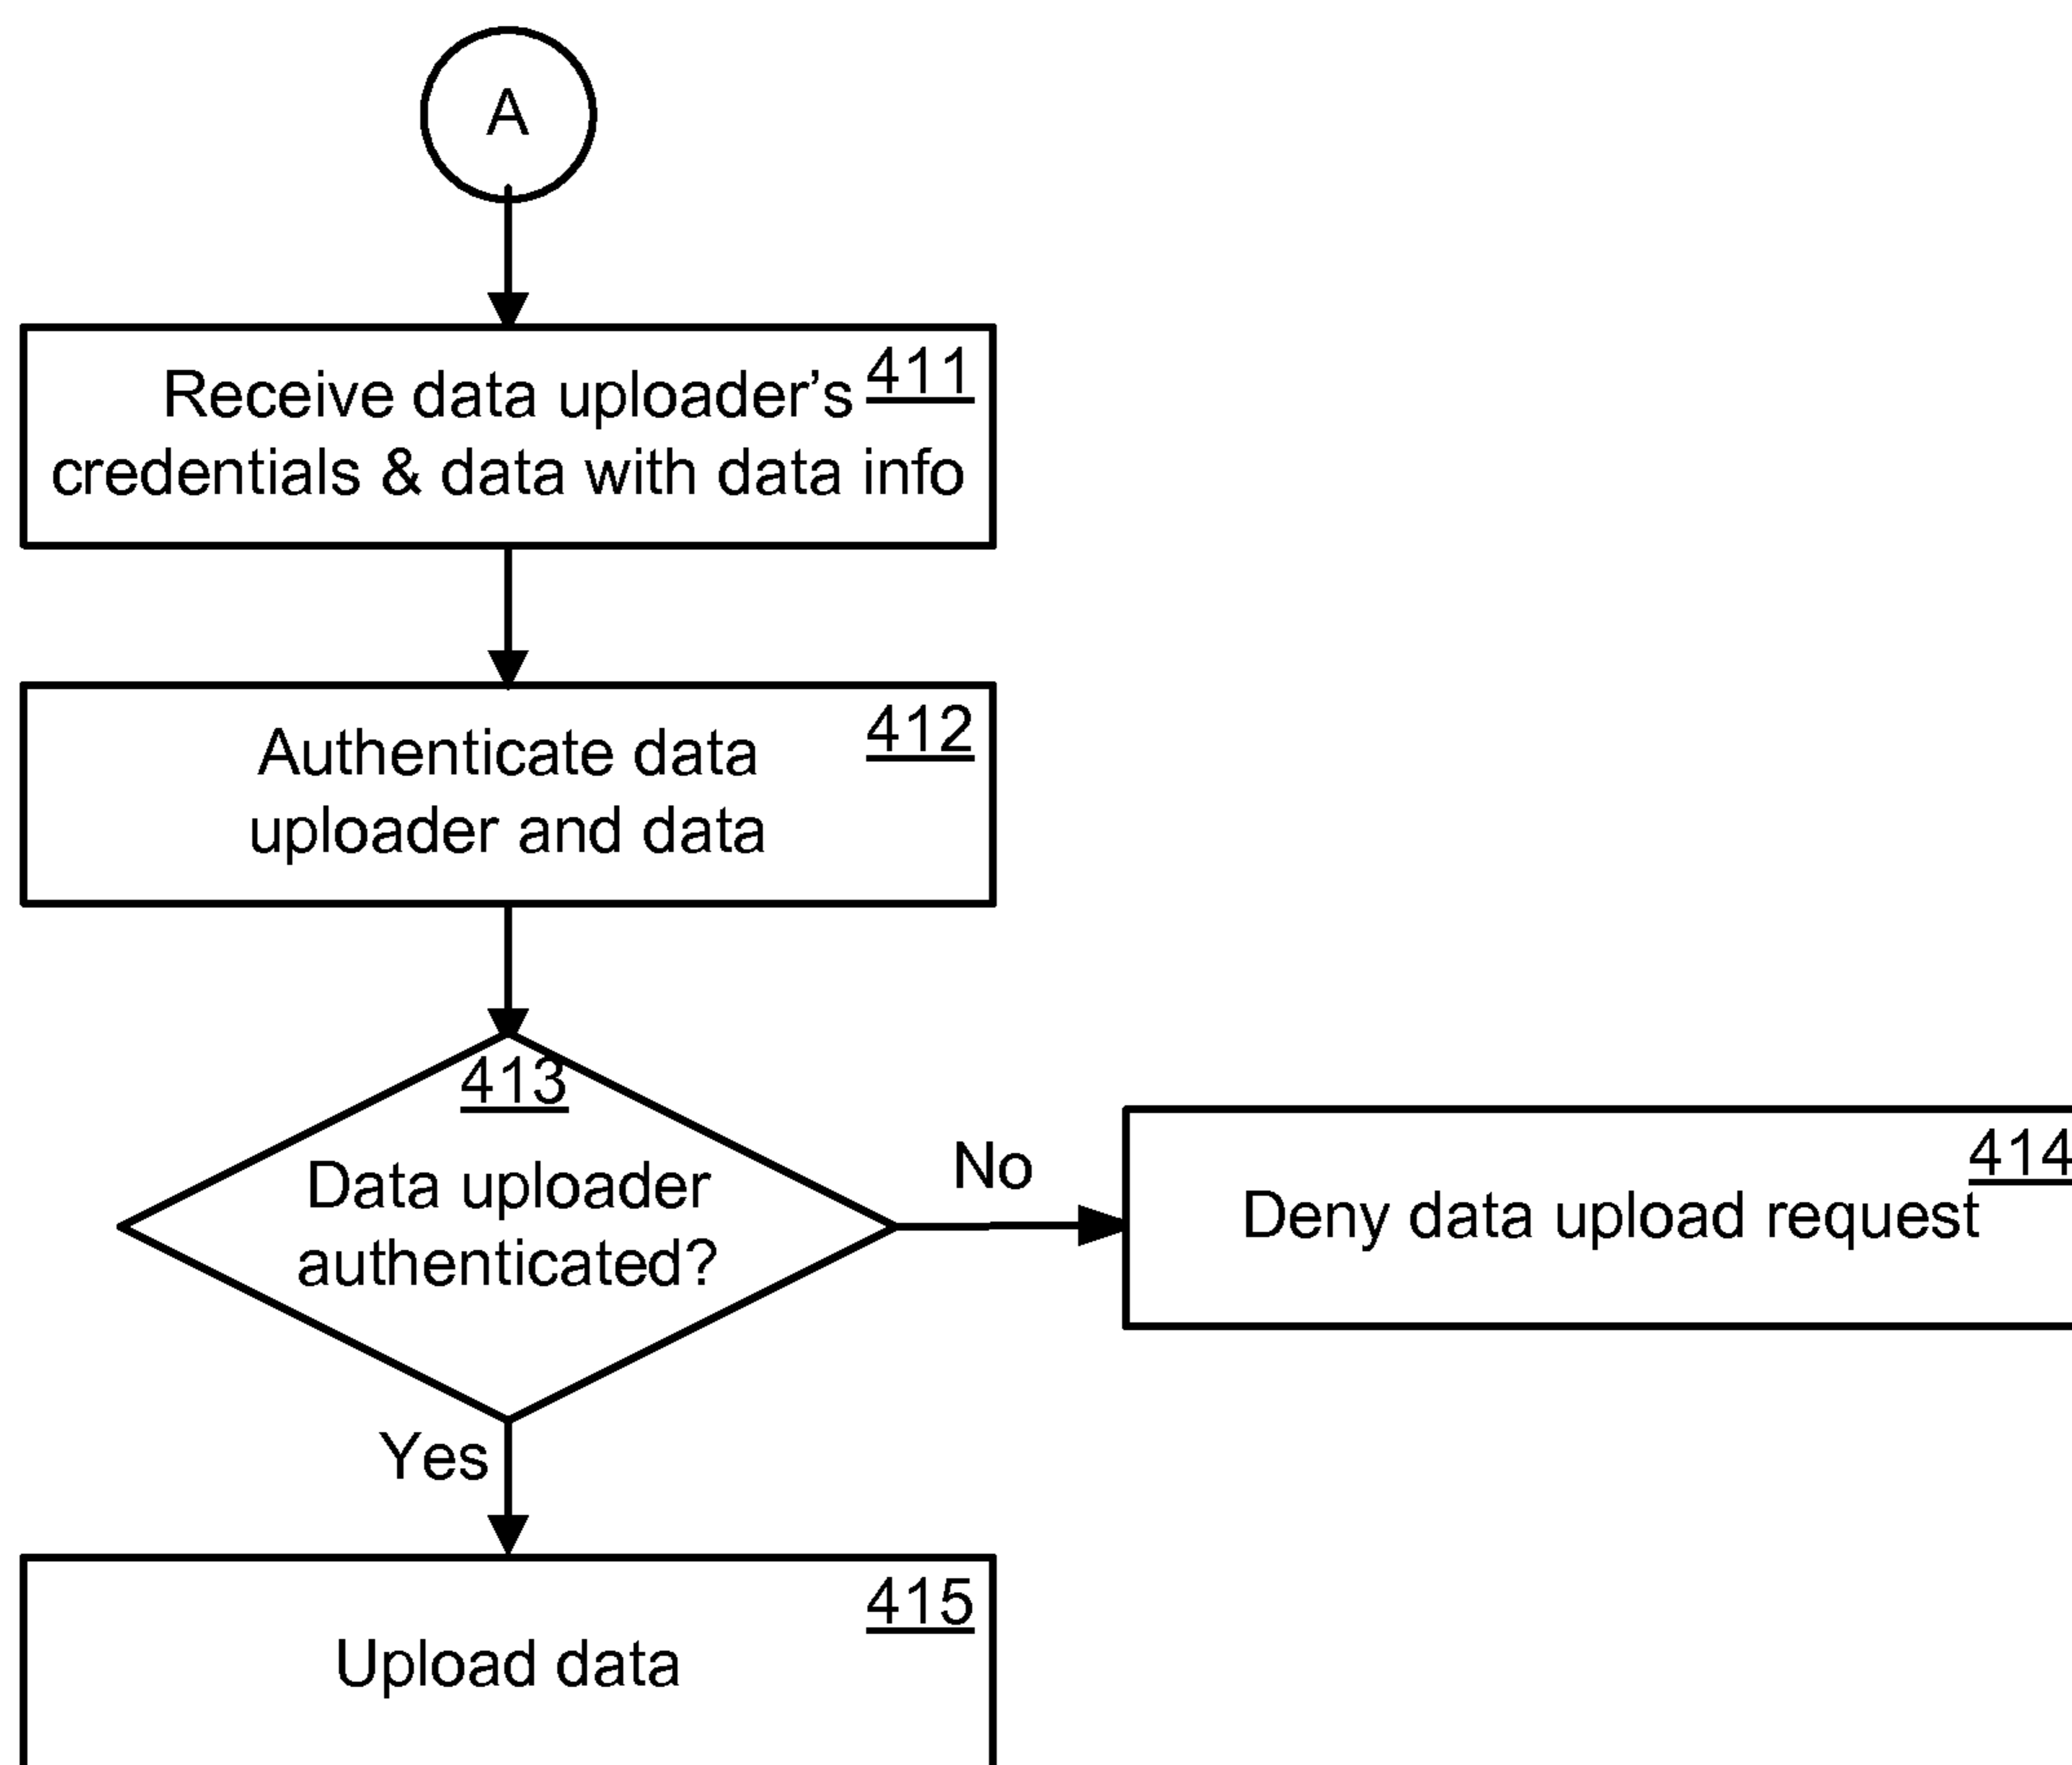 A
411
Receive data uploader’s
credentials & data with data info
412
Authenticate data
uploader and data
413
Data uploader
authenticated?
No
414
Deny data upload request
Yes
415
Upload data